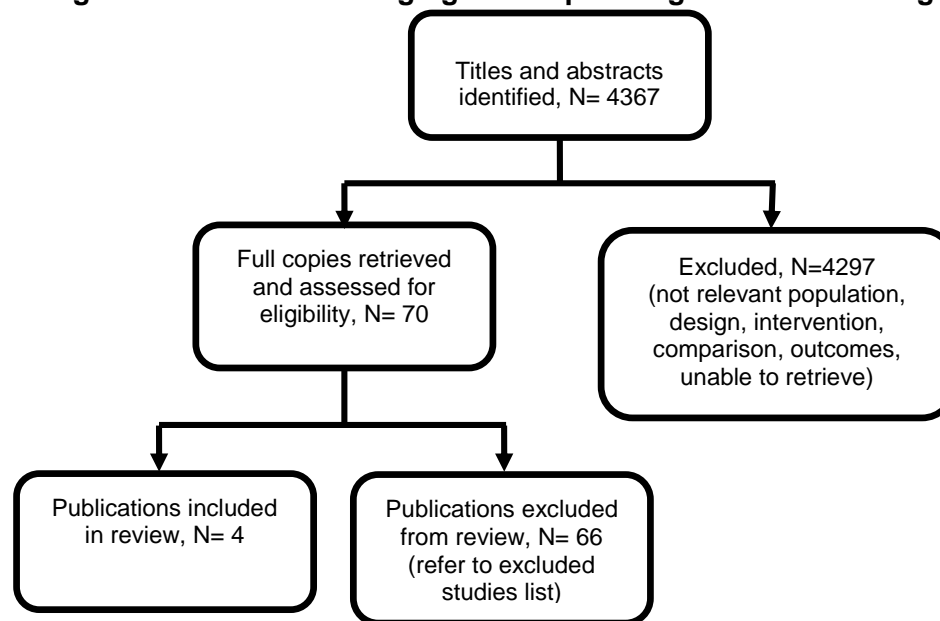 Titles and abstracts
identified, N= 4367
Full copies retrieved
and assessed for
eligibility, N= 70
Excluded, N=4297
(not relevant population,
design, intervention,
comparison, outcomes,
unable to retrieve)
Publications included
in review, N= 4
Publications excluded
from review, N= 66
(refer to excluded
studies list)